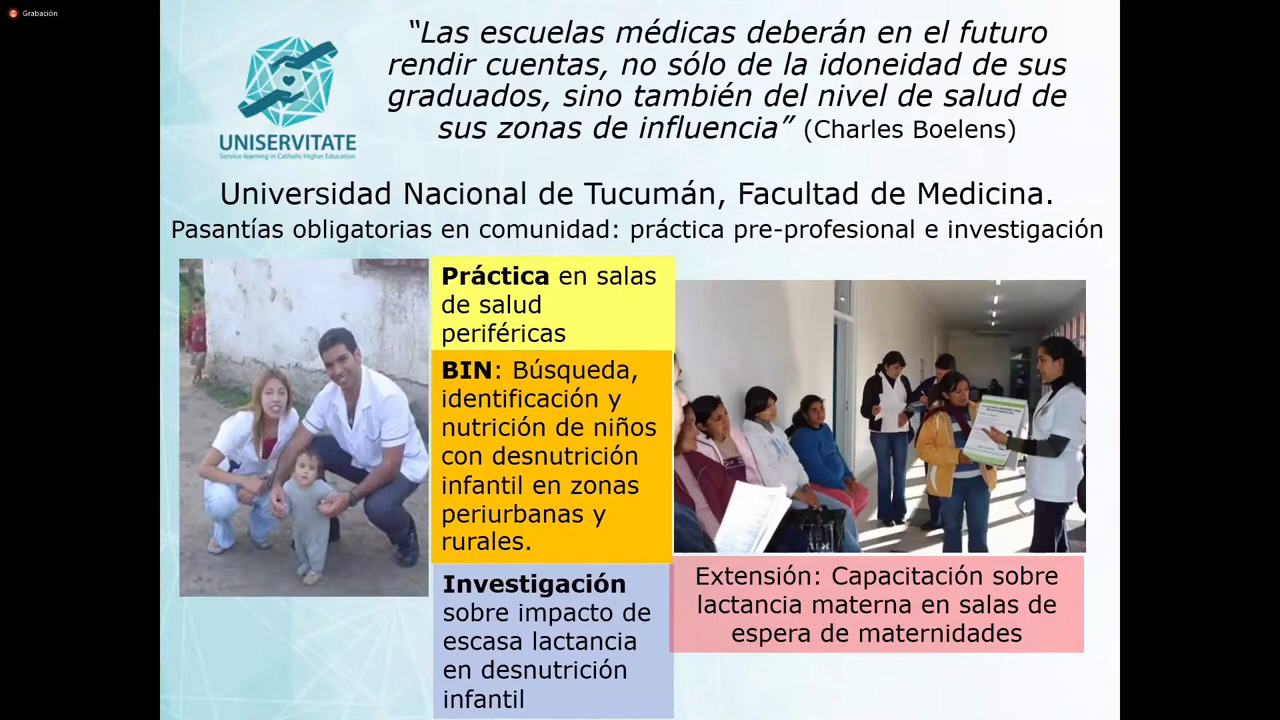 Grabación
“Las escuelas médicas deberán en el futuro
rendir cuentas, no sólo de la idoneidad de sus
graduados, sino también del nivel de salud de
sus zonas de influencia” (Charles Boelens)
UNISERVITATE
Service-learning in Catholic Higher Education
Universidad Nacional de Tucumán, Facultad de Medicina.
Pasantías obligatorias en comunidad: práctica pre-profesional e investigación
Práctica en salas
de salud
periféricas
BIN: Búsqueda,
identificación y
nutrición de niños
con desnutrición
infantil en zonas
periurbanas y
rurales.
Investigación
sobre impacto de
escasa lactancia
en desnutrición
infantil
Extensión: Capacitación sobre
lactancia materna en salas de
espera de maternidades